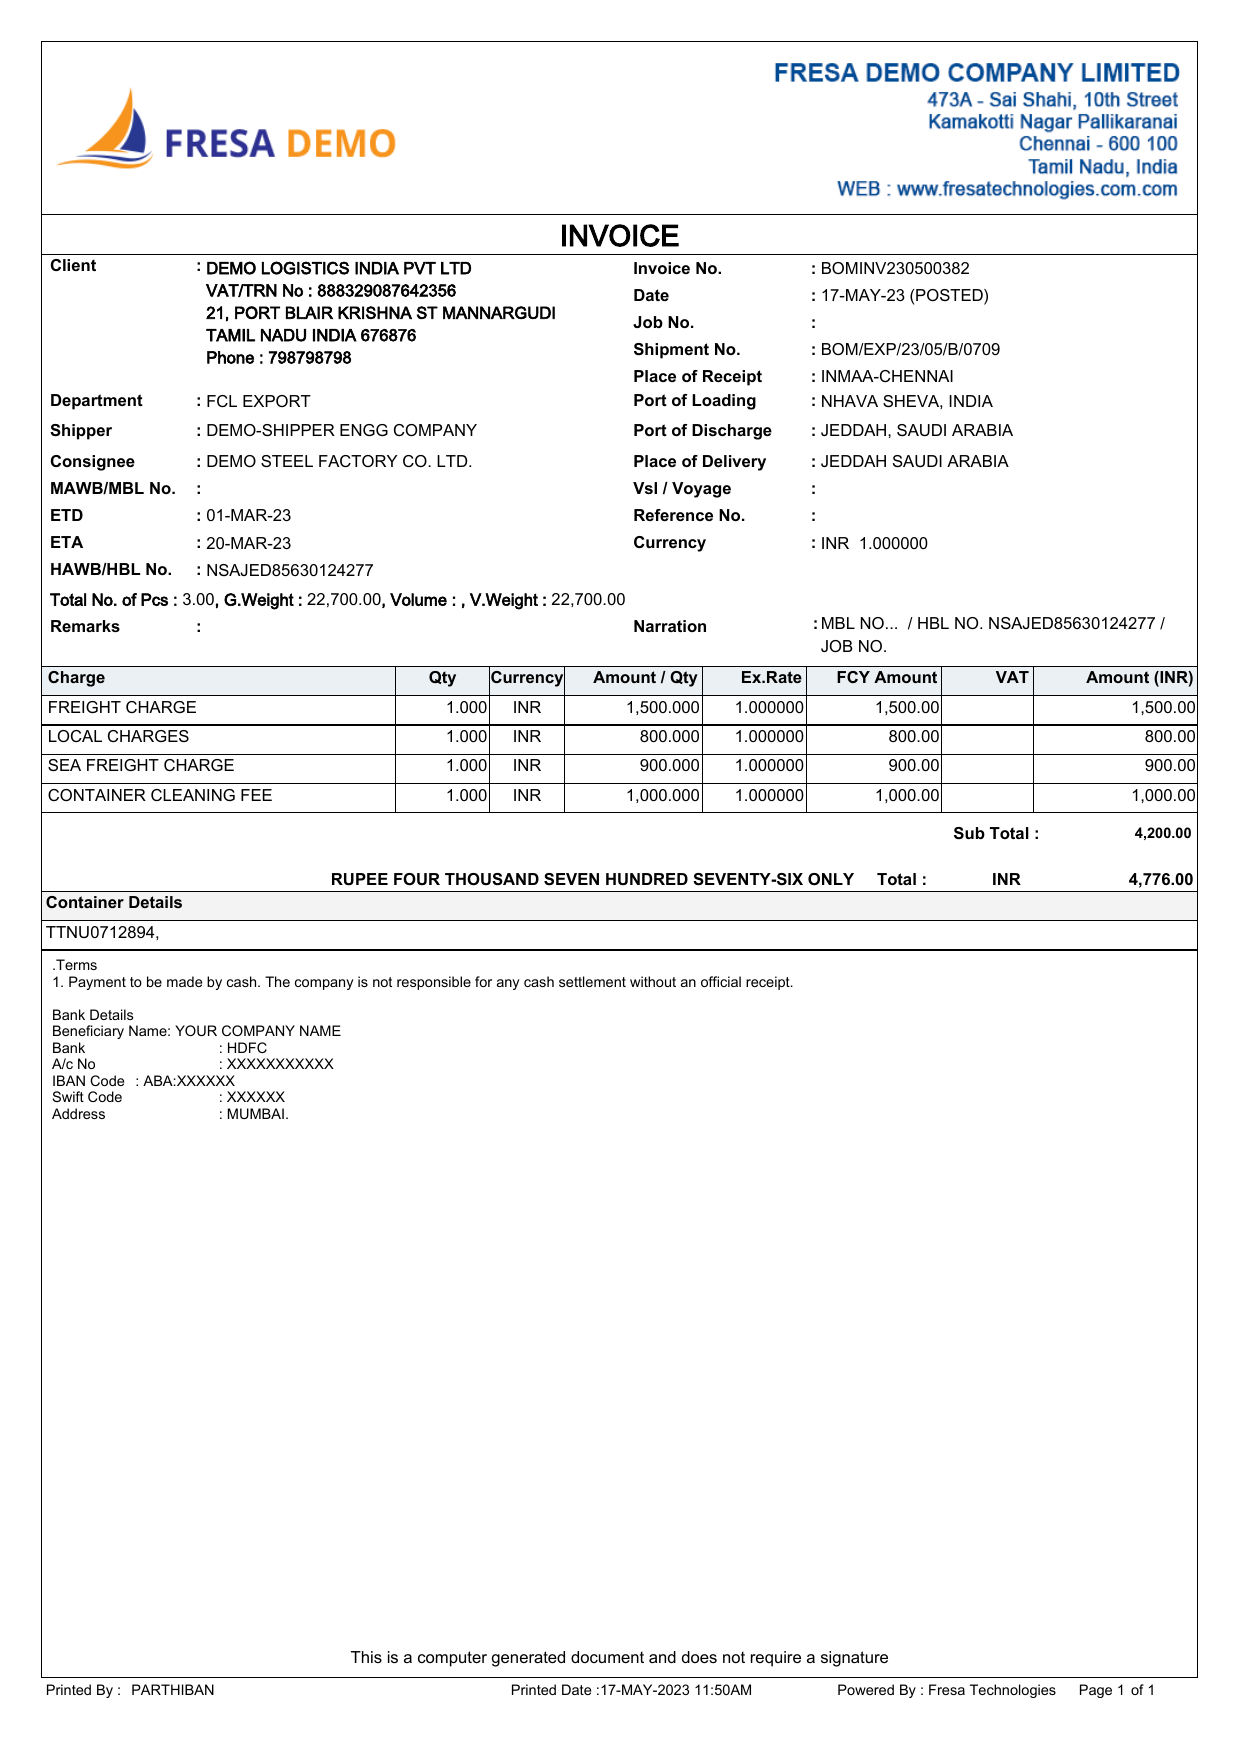 FRESA DEMO
FRESA DEMO COMPANY LIMITED
473A - Sai Shahi, 10th Street
Kamakotti Nagar Pallikaranai
Chennai - 600 100
Tamil Nadu, India
WEB : www.fresatechnologies.com.com
INVOICE
Client : DEMO LOGISTICS INDIA PVT LTD
VAT/TRN No : 888329087642356
21, PORT BLAIR KRISHNA ST MANNARGUDI
TAMIL NADU INDIA 676876
Phone : 798798798
Invoice No. : BOMINV230500382
Date : 17-MAY-23 (POSTED)
Job No. :
Shipment No. : BOM/EXP/23/05/B/0709
Place of Receipt : INMAA-CHENNAI
Department : FCL EXPORT Port of Loading : NHAVA SHEVA, INDIA
Shipper : DEMO-SHIPPER ENGG COMPANY Port of Discharge : JEDDAH, SAUDI ARABIA
Consignee : DEMO STEEL FACTORY CO. LTD. Place of Delivery : JEDDAH SAUDI ARABIA
MAWB/MBL No. : Vsl / Voyage :
ETD : 01-MAR-23 Reference No. :
ETA : 20-MAR-23 Currency : INR 1.000000
HAWB/HBL No. : NSAJED85630124277
Total No. of Pcs : 3.00, G.Weight : 22,700.00, Volume : , V.Weight : 22,700.00
Remarks : Narration : MBL NO... / HBL NO. NSAJED85630124277 /
JOB NO.
Charge Qty Currency Amount / Qty Ex.Rate FCY Amount VAT Amount (INR)
FREIGHT CHARGE 1.000 INR 1,500.000 1.000000 1,500.00 1,500.00
LOCAL CHARGES 1.000 INR 800.000 1.000000 800.00 800.00
SEA FREIGHT CHARGE 1.000 INR 900.000 1.000000 900.00 900.00
CONTAINER CLEANING FEE 1.000 INR 1,000.000 1.000000 1,000.00 1,000.00
Sub Total : 4,200.00
RUPEE FOUR THOUSAND SEVEN HUNDRED SEVENTY-SIX ONLY Total : INR 4,776.00
Container Details
TTNU0712894,
.Terms
1. Payment to be made by cash. The company is not responsible for any cash settlement without an official receipt.
Bank Details
Beneficiary Name: YOUR COMPANY NAME
Bank : HDFC
A/c No : XXXXXXXXXXX
IBAN Code : ABA:XXXXXX
Swift Code : XXXXXX
Address : MUMBAI.
This is a computer generated document and does not require a signature
Printed By : PARTHIBAN Printed Date :17-MAY-2023 11:50AM Powered By : Fresa Technologies Page 1 of 1